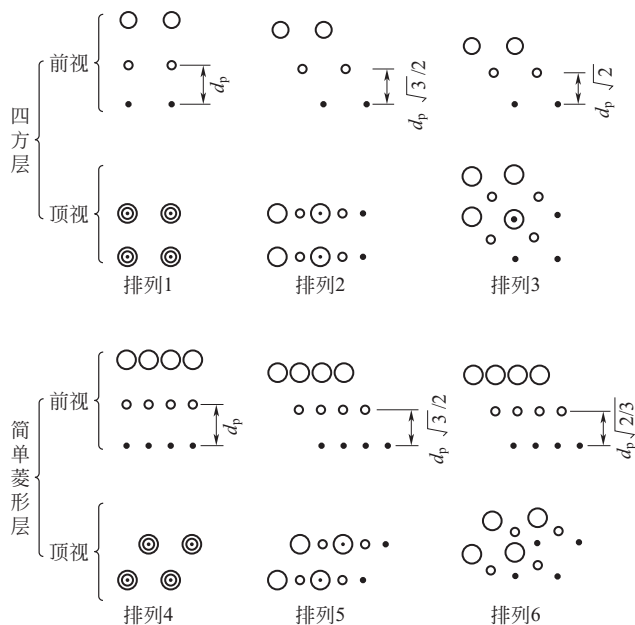 四方层
前视
d_p
d_p √3/2
d_p √2
顶视
排列1
排列2
排列3
简单菱形层
前视
d_p
d_p √3/2
d_p √2/3
顶视
排列4
排列5
排列6